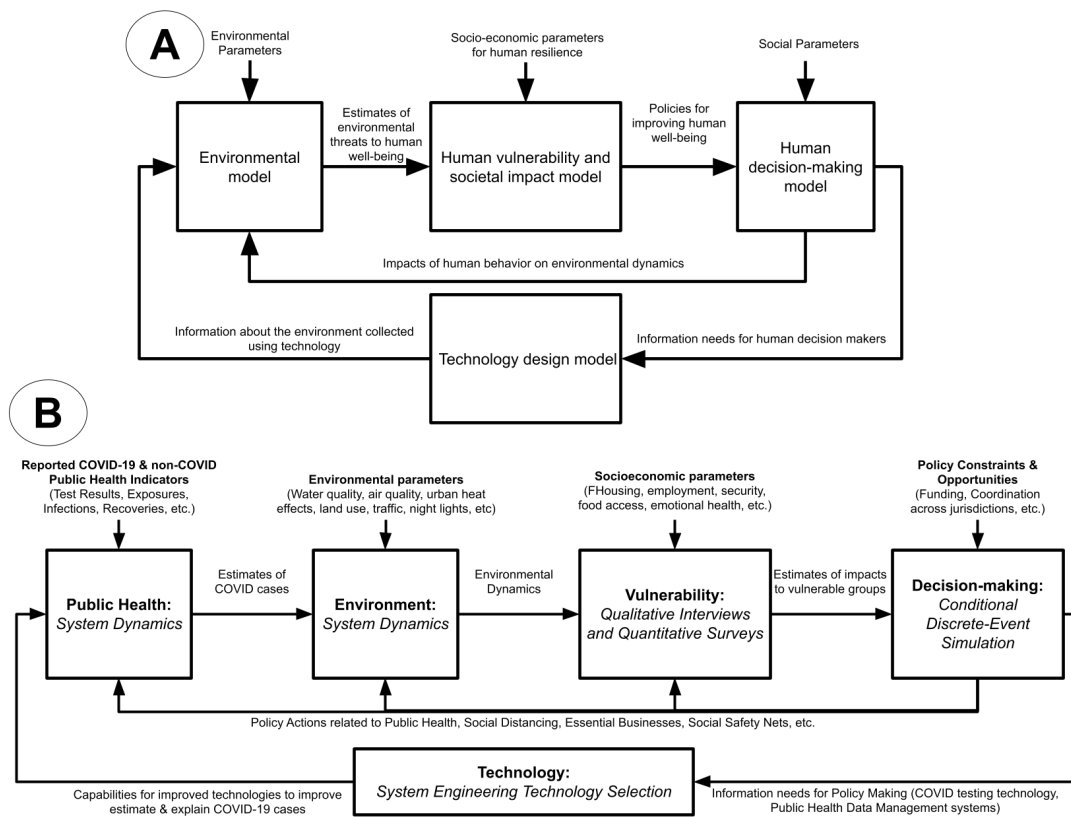 A
Environmental
Parameters
Socio-economic parameters
for human resilience
Social Parameters
Environmental
model
Estimates of
environmental
threats to human
well-being
Human vulnerability and
societal impact model
Policies for
improving human
well-being
Human
decision-making
model
Impacts of human behavior on environmental dynamics
Information about the environment collected
using technology
Technology design model
Information needs for human decision makers
B
Reported COVID-19 & non-COVID
Public Health Indicators
(Test Results, Exposures,
Infections, Recoveries, etc.)
Environmental parameters
(Water quality, air quality, urban heat
effects, land use, traffic, night lights, etc)
Socioeconomic parameters
(FHousing, employment, security,
food access, emotional health, etc.)
Policy Constraints &
Opportunities
(Funding, Coordination
across jurisdictions, etc.)
Public Health:
System Dynamics
Estimates of
COVID cases
Environment:
System Dynamics
Environmental
Dynamics
Vulnerability:
Qualitative Interviews
and Quantitative Surveys
Estimates of impacts
to vulnerable groups
Decision-making:
Conditional
Discrete-Event
Simulation
Policy Actions related to Public Health, Social Distancing, Essential Businesses, Social Safety Nets, etc.
Capabilities for improved technologies to improve
estimate & explain COVID-19 cases
Technology:
System Engineering Technology Selection
Information needs for Policy Making (COVID testing technology,
Public Health Data Management systems)